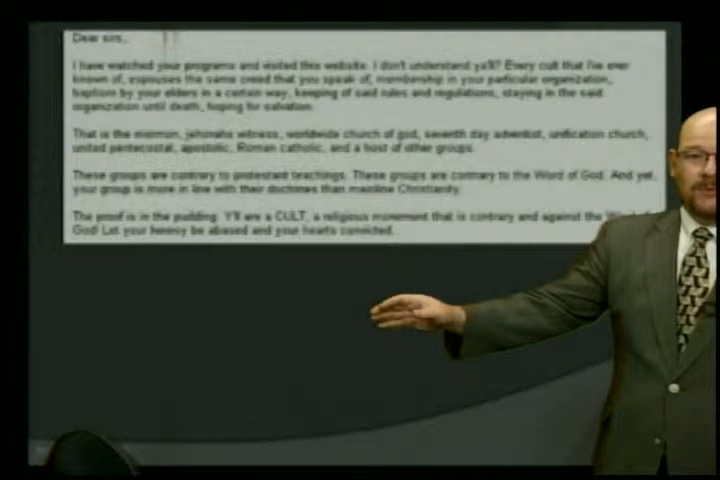 Dear sirs..
I have watched your programs and visited this website. I don't understand ya'll? Every cult that I've ever
known of, espouses the same creed that you speak of, membership in your particular organization,
baptism by your elders in a certain way, keeping of said rules and regulations, staying in the said
organization until death, hoping for salvation.
That is the mormon, jehovahs witness, worldwide church of god, seventh day adventist, unification church,
united pentecostal, apostolic, Roman catholic, and a host of other groups.
These groups are contrary to protestant teachings. These groups are contrary to the Word of God. And yet,
your group is more in line with their doctrines than mainline Christianity.
The proof is in the pudding. Y'll are a CULT, a religious movement that is contrary and against the
God! Let your heresy be abased and your hearts convicted.